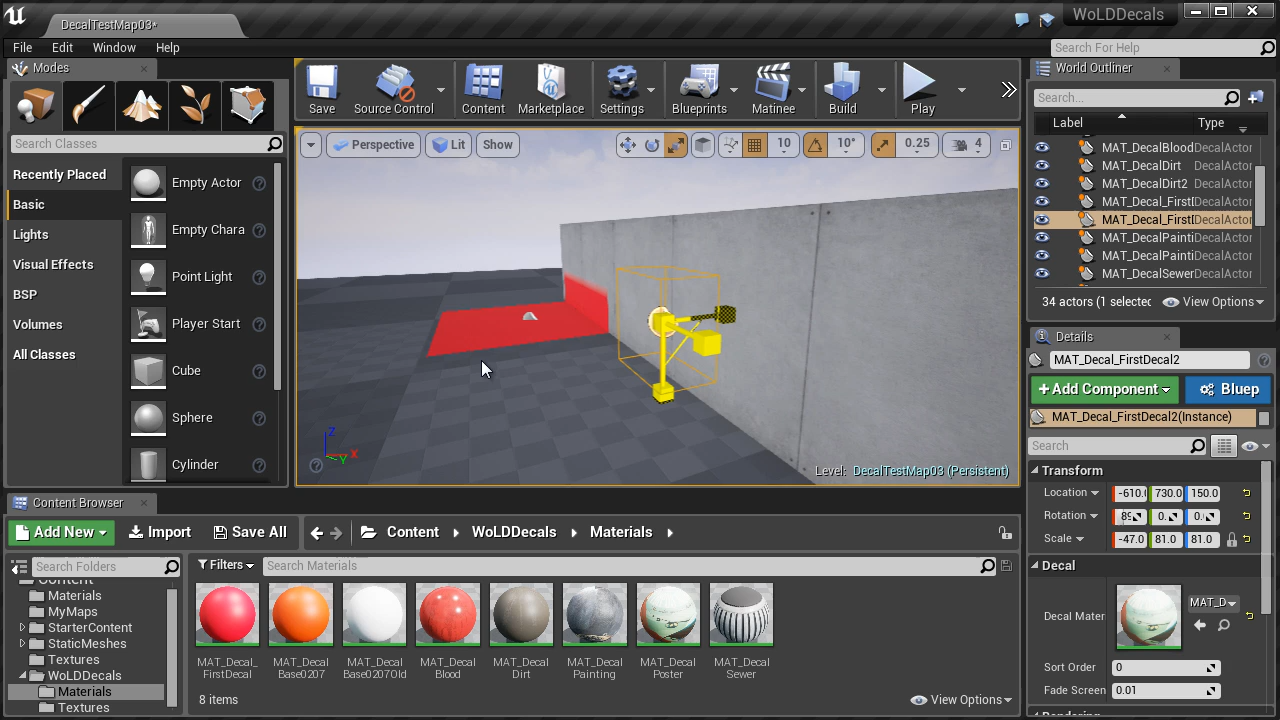 DecalTestMap03*
WoLDDecals
File Edit Window Help
Search For Help
Modes
Search Classes
Recently Placed
Basic
Lights
Visual Effects
BSP
Volumes
All Classes
Empty Actor
Empty Chara
Point Light
Player Start
Cube
Sphere
Cylinder
Save
Source Control
Content
Marketplace
Settings
Blueprints
Matinee
Build
Play
Perspective
Lit
Show
10
10°
0.25
4
Z
X
Y
Level: DecalTestMap03 (Persistent)
World Outliner
Search...
Label Type
MAT_DecalBlood DecalActor
MAT_DecalDirt DecalActor
MAT_DecalDirt2 DecalActor
MAT_Decal_First DecalActor
MAT_Decal_First DecalActor
MAT_DecalPainti DecalActor
MAT_DecalPainti DecalActor
MAT_DecalSewer DecalActor
34 actors (1 selectec
View Options
Details
MAT_Decal_FirstDecal2
+Add Component
Bluep
MAT_Decal_FirstDecal2(Instance)
Search
Transform
Location -610. 730.0 150.0
Rotation 89 0. 0.
Scale -47.0 81.0 81.0
Decal
Decal Mater
MAT_D
Sort Order 0
Fade Screen 0.01
Content Browser
Add New
Import
Save All
Content
WoLDDecals
Materials
Search Folders
Content
Materials
MyMaps
StarterContent
StaticMeshes
Textures
WoLDDecals
Materials
Textures
Filters
Search Materials
MAT_Decal_
FirstDecal
MAT_Decal
Base0207
MAT_Decal
Base0207Old
MAT_Decal
Blood
MAT_Decal
Dirt
MAT_Decal
Painting
MAT_Decal
Poster
MAT_Decal
Sewer
8 items
View Options